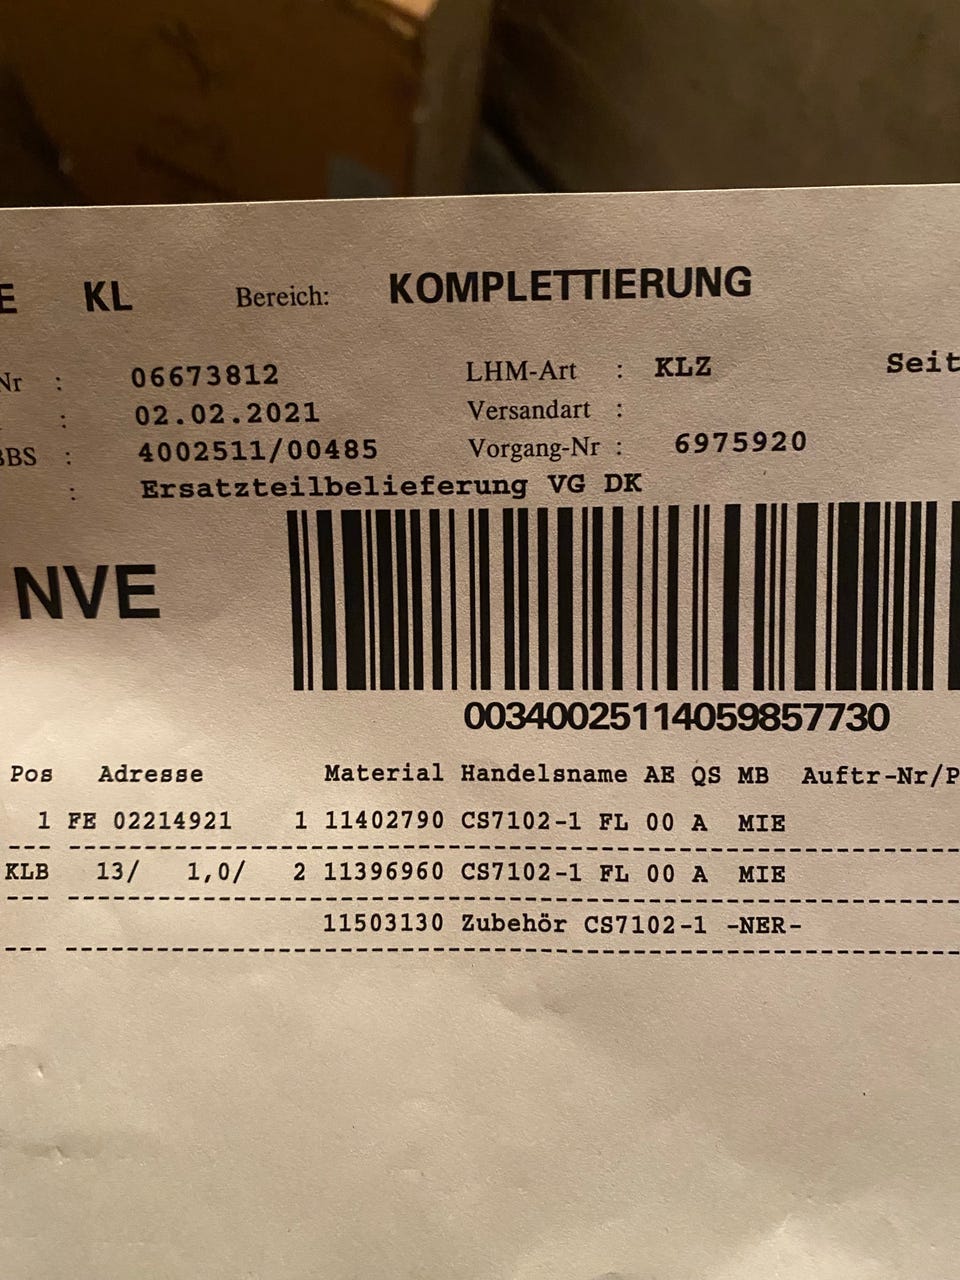 E KL Bereich: KOMPLETTIERUNG
Nr : 06673812 LHM-Art : KLZ Seit
: 02.02.2021 Versandart :
BBS : 4002511/00485 Vorgang-Nr : 6975920
: Ersatzteilbelieferung VG DK
NVE
00340025114059857730
Pos Adresse Material Handelsname AE QS MB Auftr-Nr/P
1 FE 02214921 1 11402790 CS7102-1 FL 00 A MIE
KLB 13/ 1,0/ 2 11396960 CS7102-1 FL 00 A MIE
11503130 Zubehör CS7102-1 -NER-